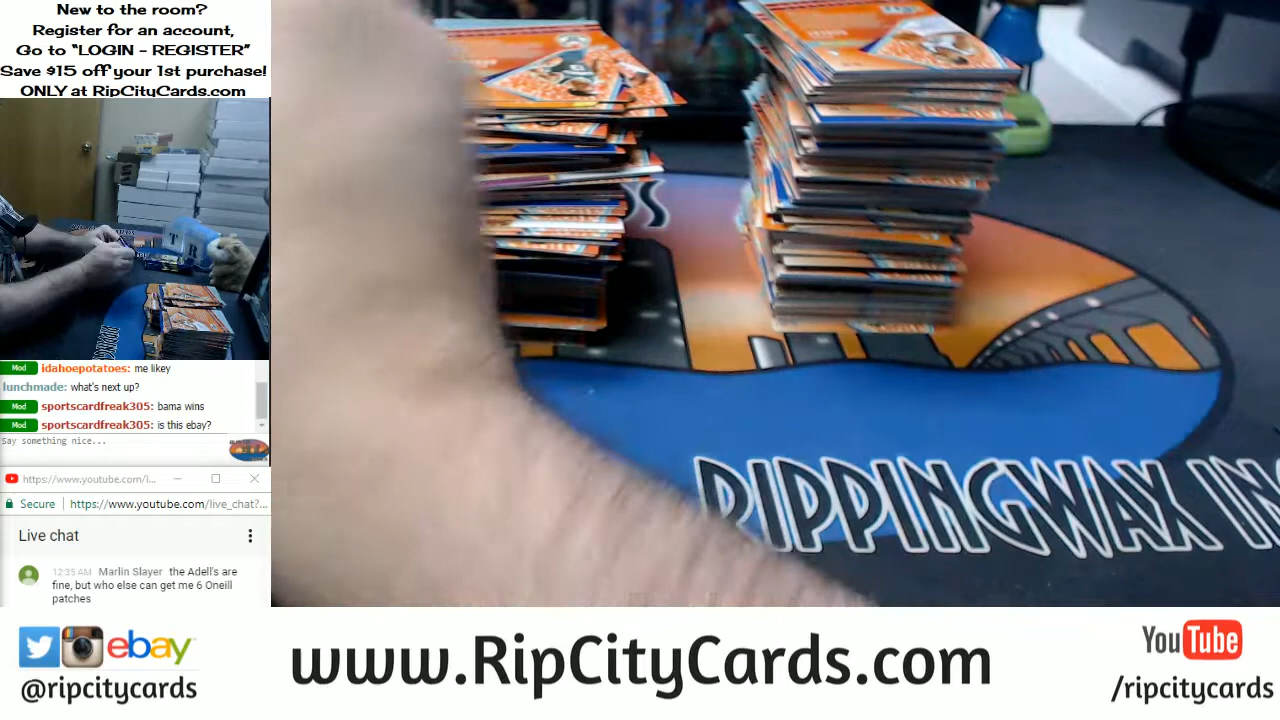 New to the room?
Register for an account,
Go to “LOGIN - REGISTER”
Save $15 off your 1st purchase!
ONLY at RipCityCards.com
Mod idahoepotatoes: me likey
lunchmade: what's next up?
Mod sportscardfreak305: bama wins
Mod sportscardfreak305: is this ebay?
Say something nice...
https://www.youtube.com/l...
Secure https://www.youtube.com/live_chat?...
Live chat
12:35 AM Marlin Slayer the Adell's are
fine, but who else can get me 6 Oneill
patches
RIPPINGWAX IN
ebay
@ripcitycards
www.RipCityCards.com
YouTube
/ripcitycards